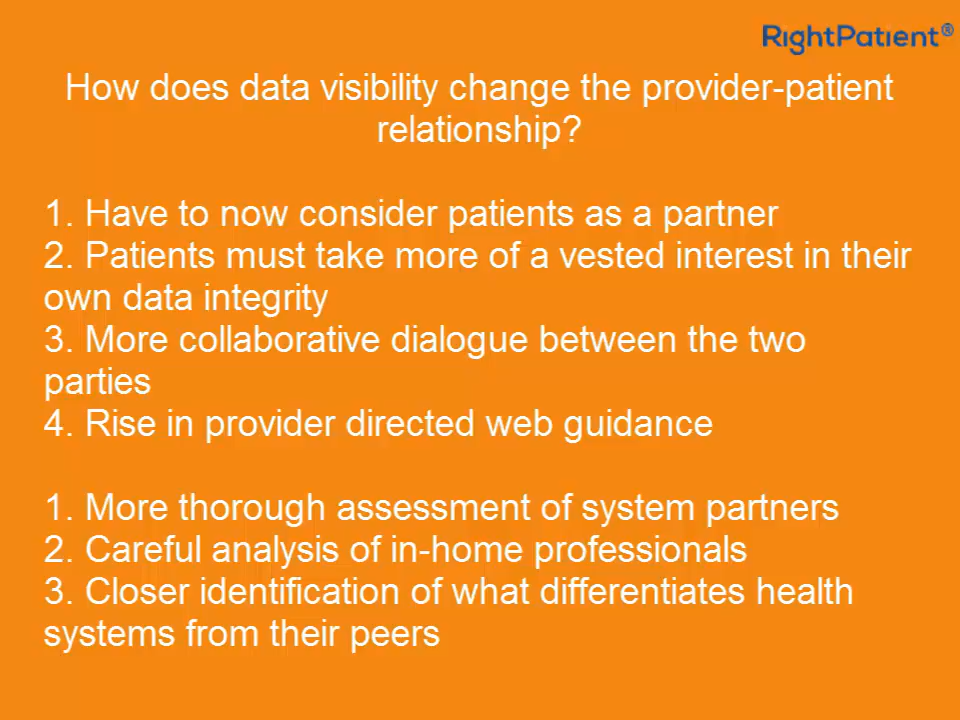 RightPatient®
How does data visibility change the provider-patient
relationship?
1. Have to now consider patients as a partner
2. Patients must take more of a vested interest in their
own data integrity
3. More collaborative dialogue between the two
parties
4. Rise in provider directed web guidance
1. More thorough assessment of system partners
2. Careful analysis of in-home professionals
3. Closer identification of what differentiates health
systems from their peers